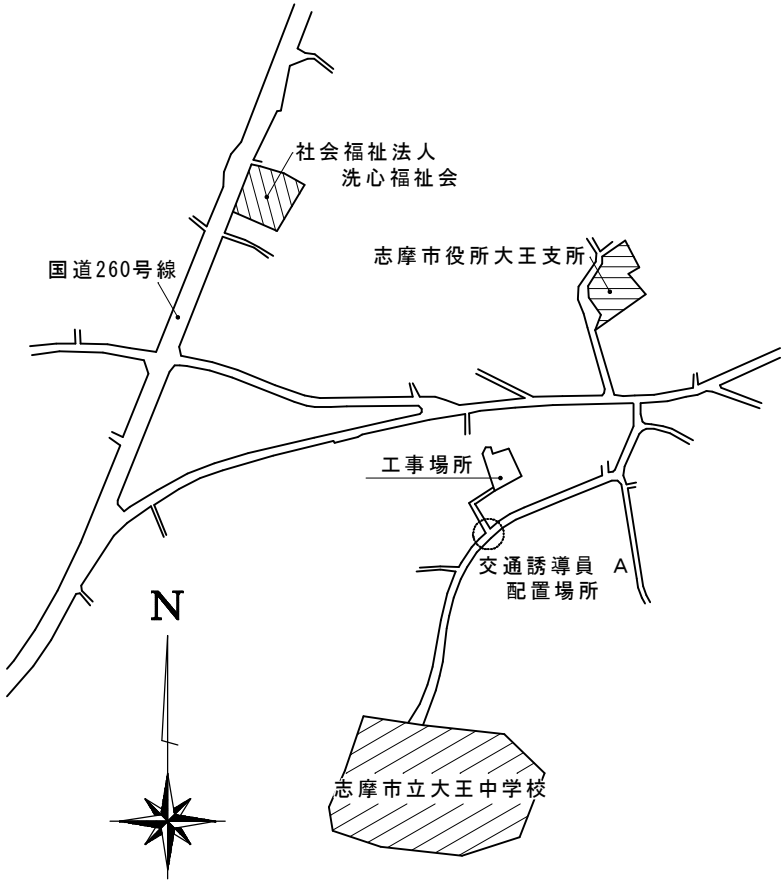 社会福祉法人
洗心福祉会
志摩市役所大王支所
国道260号線
工事場所
交通誘導員 A
配置場所
N
志摩市立大王中学校